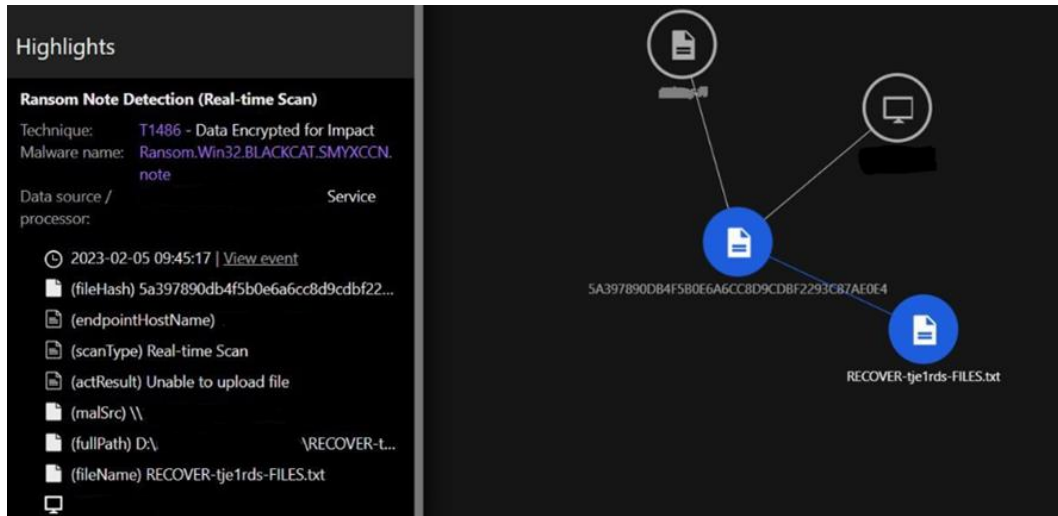 Highlights
Ransom Note Detection (Real-time Scan)
Technique: T1486 - Data Encrypted for Impact
Malware name: Ransom.Win32.BLACKCAT.SMYXCCN.
note
Data source / Service
processor:
2023-02-05 09:45:17 | View event
(fileHash) 5a397890db4f5b0e6a6cc8d9cdbf22...
(endpointHostName)
(scanType) Real-time Scan
(actResult) Unable to upload file
(malSrc) \\
(fullPath) D:\ \RECOVER-t...
(fileName) RECOVER-tje1rds-FILES.txt
5A397890DB4F5B0E6A6CC8D9CDBF2293C87AE0E4
RECOVER-tje1rds-FILES.txt